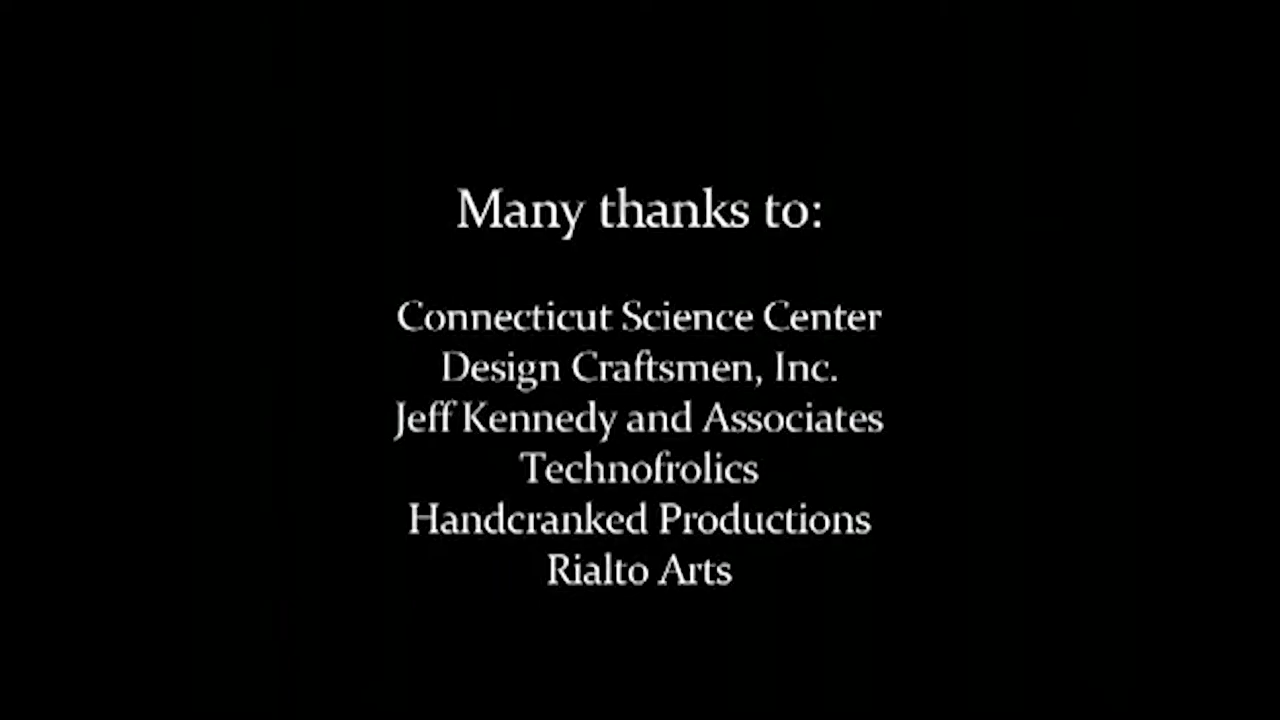 Many thanks to:
Connecticut Science Center
Design Craftsmen, Inc.
Jeff Kennedy and Associates
Technofrolics
Handcranked Productions
Rialto Arts